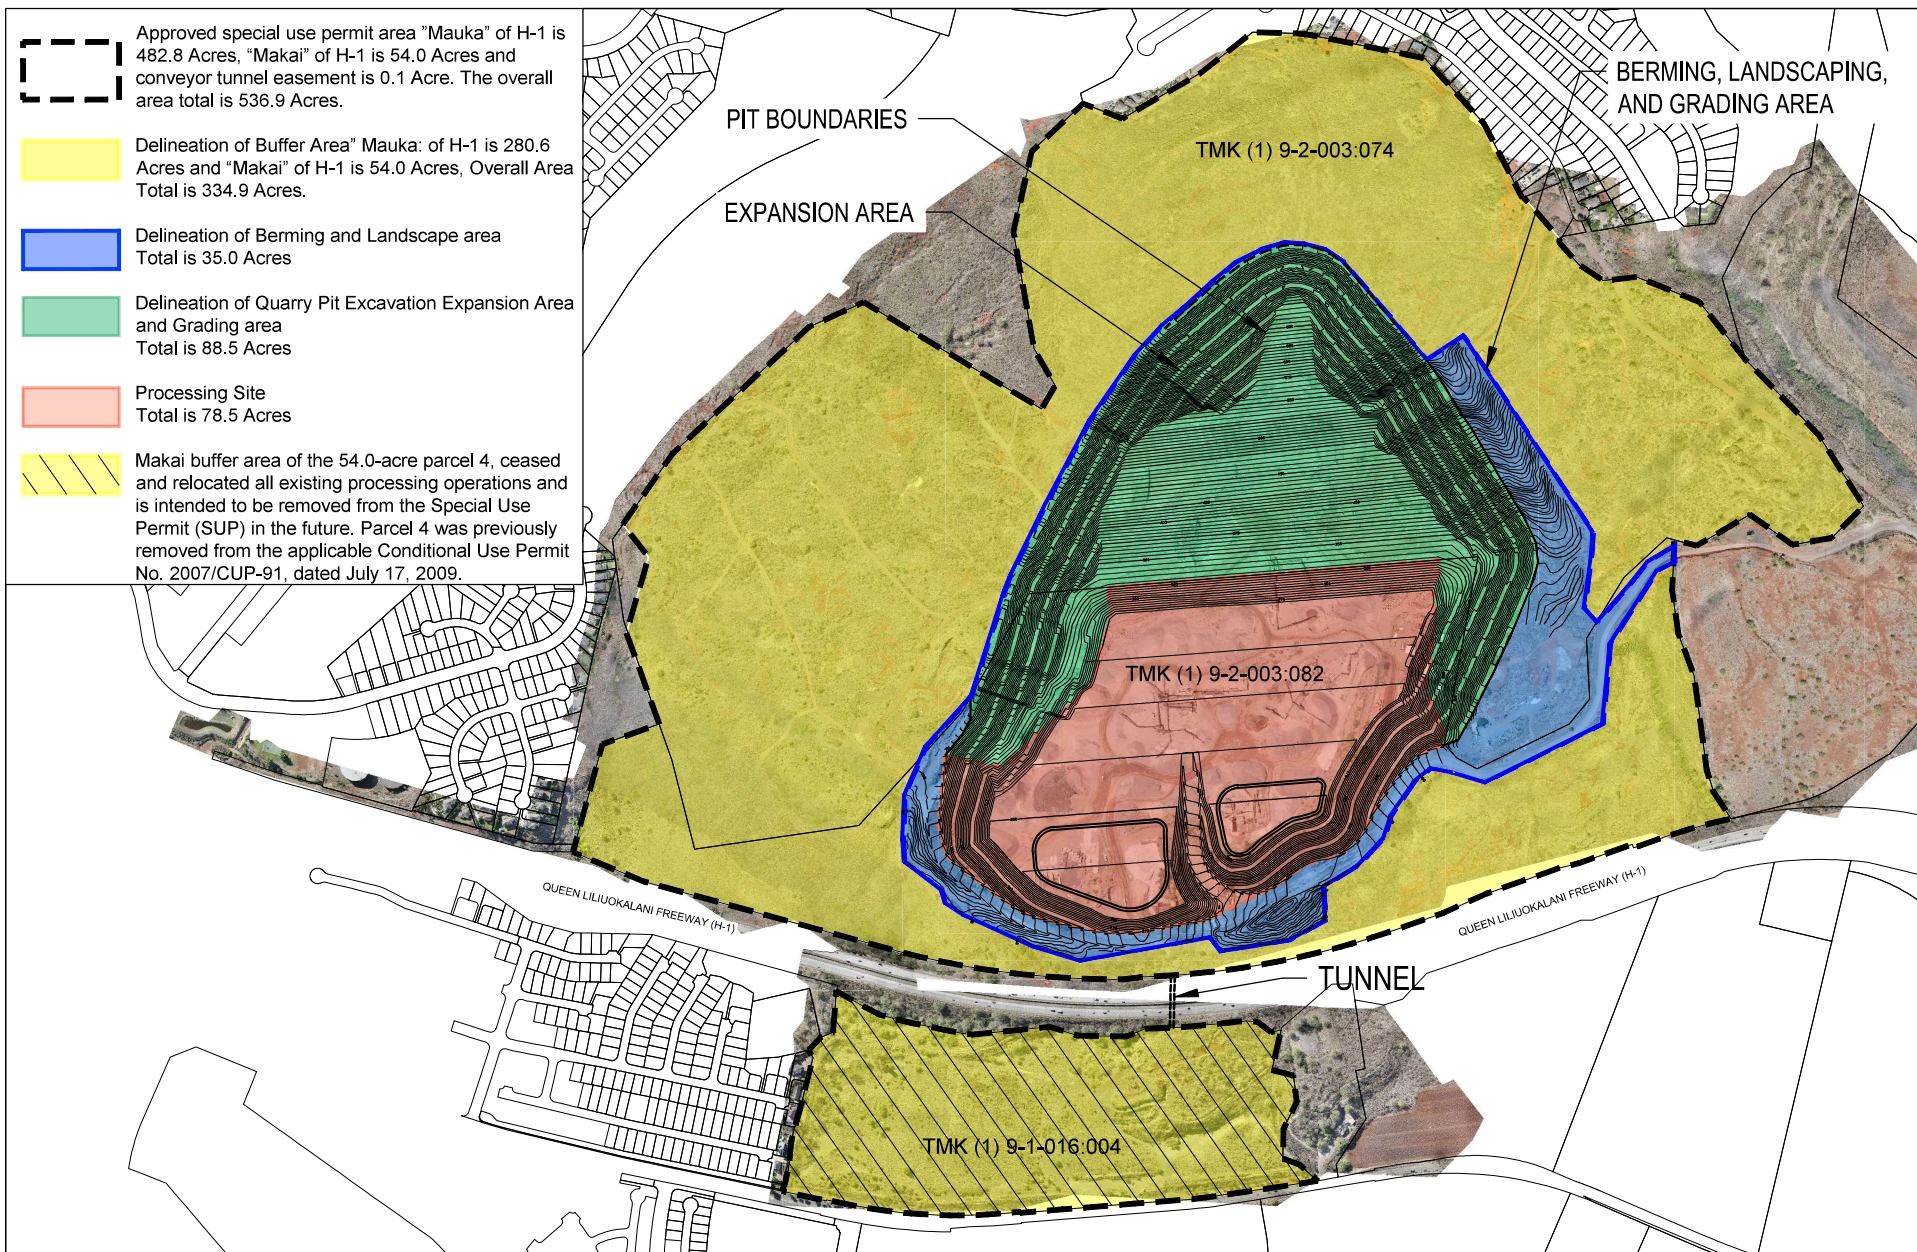 Approved special use permit area "Mauka" of H-1 is
482.8 Acres, “Makai” of H-1 is 54.0 Acres and
conveyor tunnel easement is 0.1 Acre. The overall
area total is 536.9 Acres.
Delineation of Buffer Area” Mauka: of H-1 is 280.6
Acres and “Makai” of H-1 is 54.0 Acres, Overall Area
Total is 334.9 Acres.
Delineation of Berming and Landscape area
Total is 35.0 Acres
Delineation of Quarry Pit Excavation Expansion Area
and Grading area
Total is 88.5 Acres
Processing Site
Total is 78.5 Acres
Makai buffer area of the 54.0-acre parcel 4, ceased
and relocated all existing processing operations and
is intended to be removed from the Special Use
Permit (SUP) in the future. Parcel 4 was previously
removed from the applicable Conditional Use Permit
No. 2007/CUP-91, dated July 17, 2009.
PIT BOUNDARIES
EXPANSION AREA
BERMING, LANDSCAPING,
AND GRADING AREA
TMK (1) 9-2-003:074
TMK (1) 9-2-003:082
QUEEN LILIUOKALANI FREEWAY (H-1)
QUEEN LILIUOKALANI FREEWAY (H-1)
TUNNEL
TMK (1) 9-1-016:004